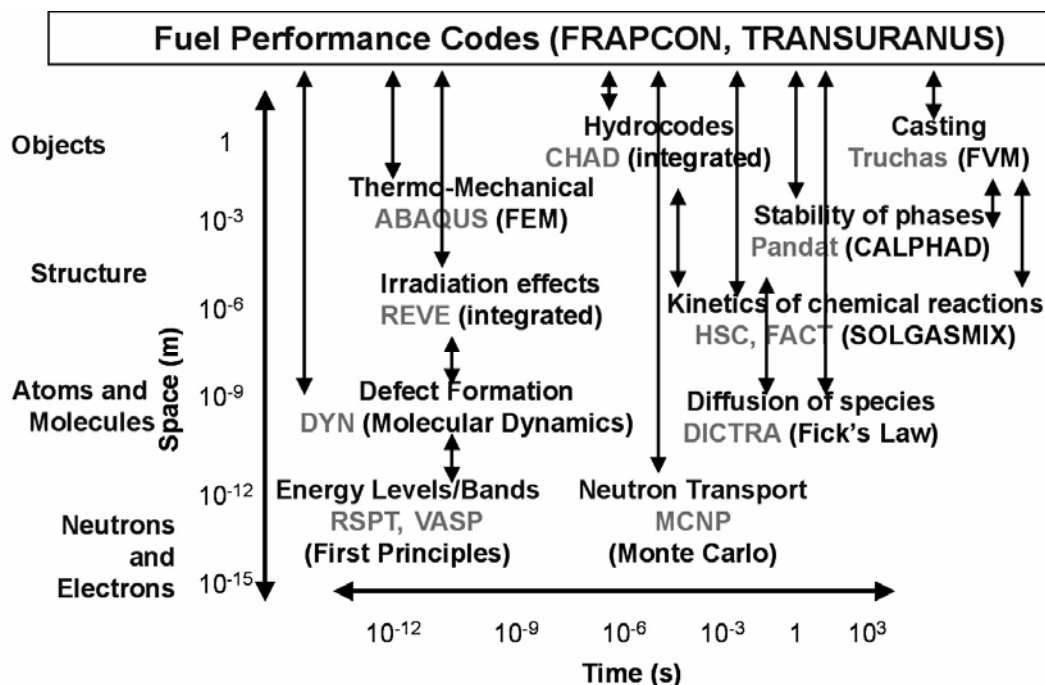 Fuel Performance Codes (FRAPCON, TRANSURANUS)
Objects
Structure
Atoms and
Molecules
Neutrons
and
Electrons
Space (m)
1
10⁻³
10⁻⁶
10⁻⁹
10⁻¹²
10⁻¹⁵
Hydrocodes
CHAD (integrated)
Casting
Truchas (FVM)
Thermo-Mechanical
ABAQUS (FEM)
Stability of phases
Pandat (CALPHAD)
Irradiation effects
REVE (integrated)
Kinetics of chemical reactions
HSC, FACT (SOLGASMIX)
Defect Formation
DYN (Molecular Dynamics)
Diffusion of species
DICTRA (Fick's Law)
Energy Levels/Bands
RSPT, VASP
(First Principles)
Neutron Transport
MCNP
(Monte Carlo)
10⁻¹² 10⁻⁹ 10⁻⁶ 10⁻³ 1 10³
Time (s)